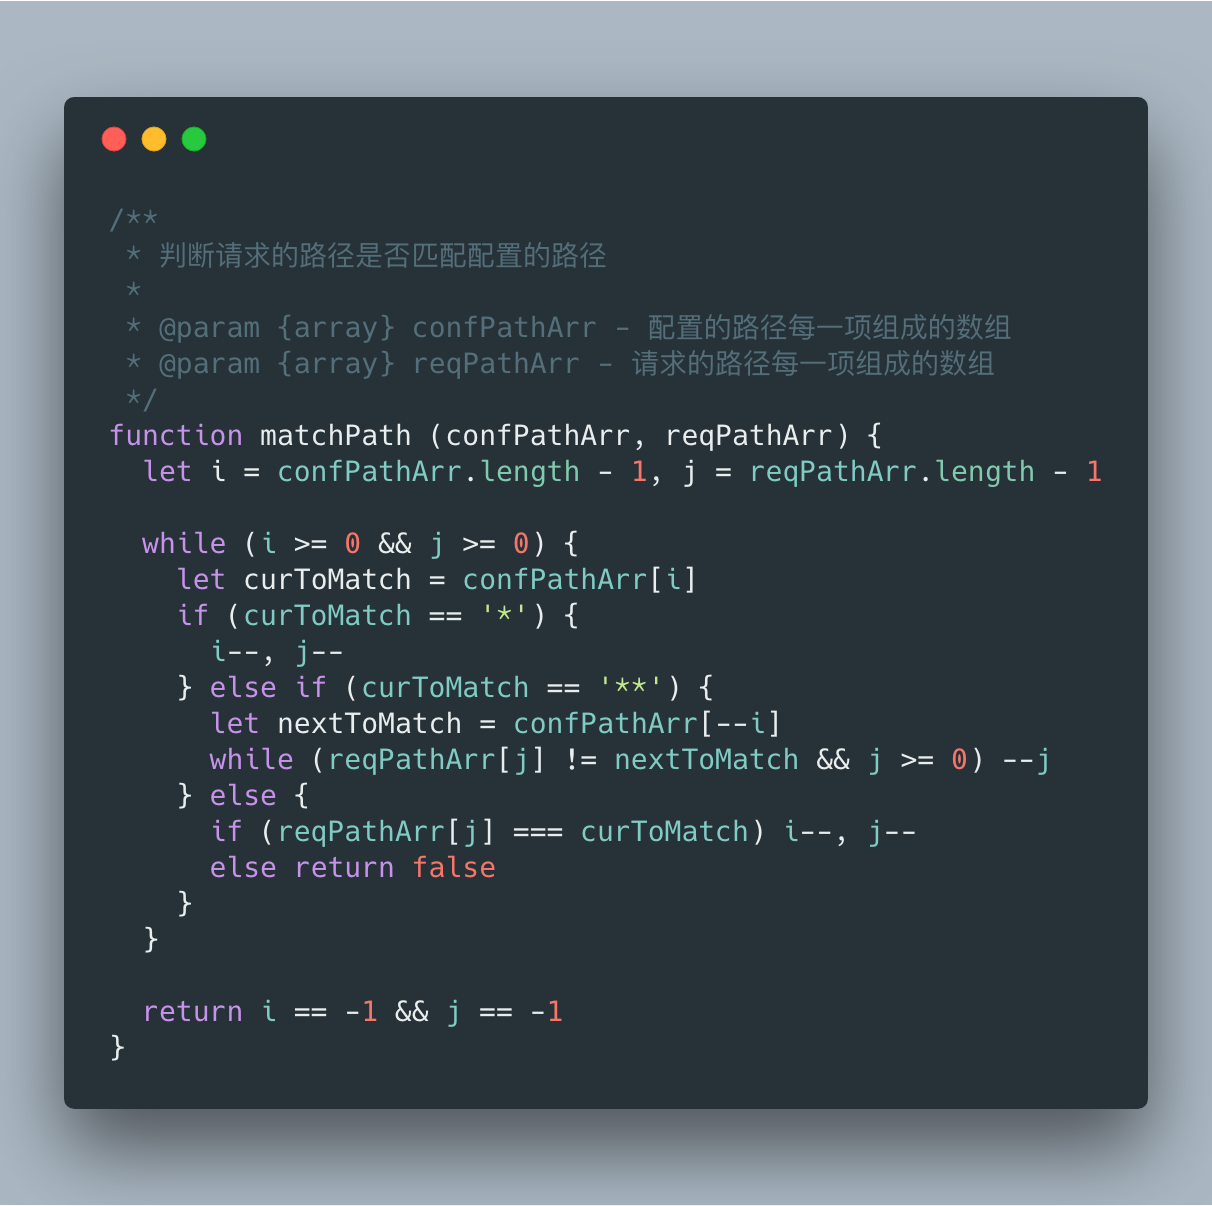 /**
 * 判断请求的路径是否匹配配置的路径
 *
 * @param {array} confPathArr - 配置的路径每一项组成的数组
 * @param {array} reqPathArr - 请求的路径每一项组成的数组
 */
function matchPath (confPathArr, reqPathArr) {
  let i = confPathArr.length - 1, j = reqPathArr.length - 1

  while (i >= 0 && j >= 0) {
    let curToMatch = confPathArr[i]
    if (curToMatch == '*') {
      i--, j--
    } else if (curToMatch == '**') {
      let nextToMatch = confPathArr[--i]
      while (reqPathArr[j] != nextToMatch && j >= 0) --j
    } else {
      if (reqPathArr[j] === curToMatch) i--, j--
      else return false
    }
  }

  return i == -1 && j == -1
}